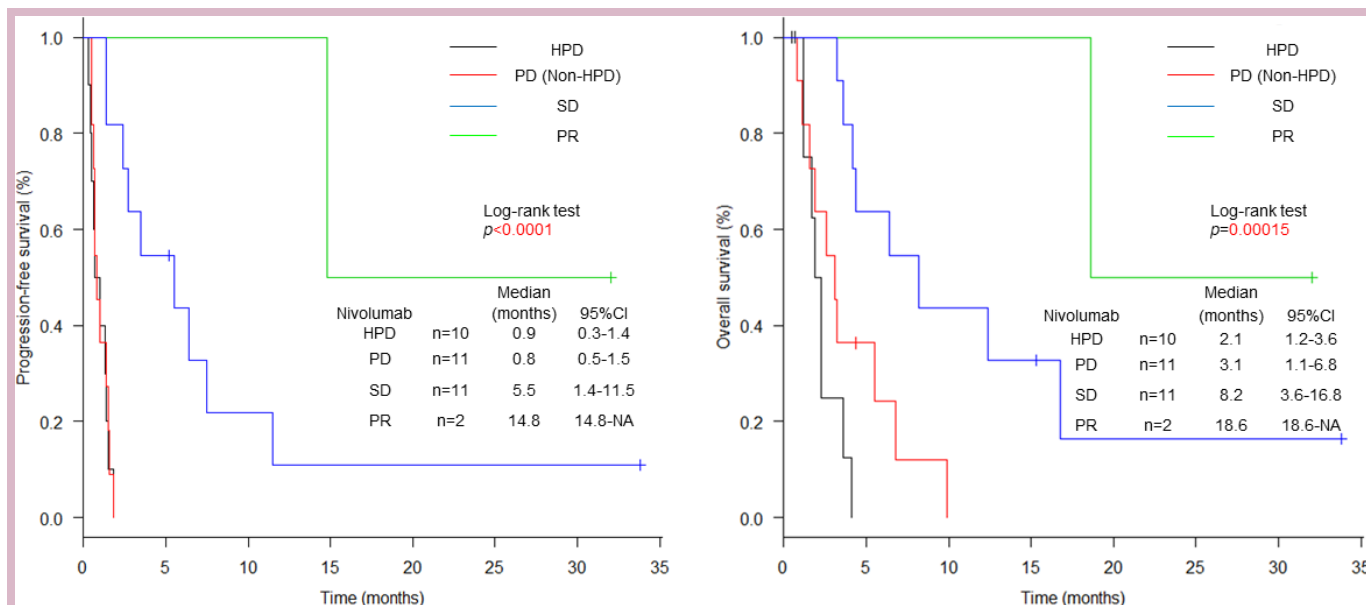 Progression-free survival (%)
1.0
0.8
0.6
0.4
0.2
0.0
HPD
PD (Non-HPD)
SD
PR
Log-rank test
p<0.0001
Median
Nivolumab (months) 95%CI
HPD n=10 0.9 0.3-1.4
PD n=11 0.8 0.5-1.5
SD n=11 5.5 1.4-11.5
PR n=2 14.8 14.8-NA
0 5 10 15 20 25 30 35
Time (months)
Overall survival (%)
1.0
0.8
0.6
0.4
0.2
0.0
HPD
PD (Non-HPD)
SD
PR
Log-rank test
p=0.00015
Median
Nivolumab (months) 95%CI
HPD n=10 2.1 1.2-3.6
PD n=11 3.1 1.1-6.8
SD n=11 8.2 3.6-16.8
PR n=2 18.6 18.6-NA
0 5 10 15 20 25 30 35
Time (months)